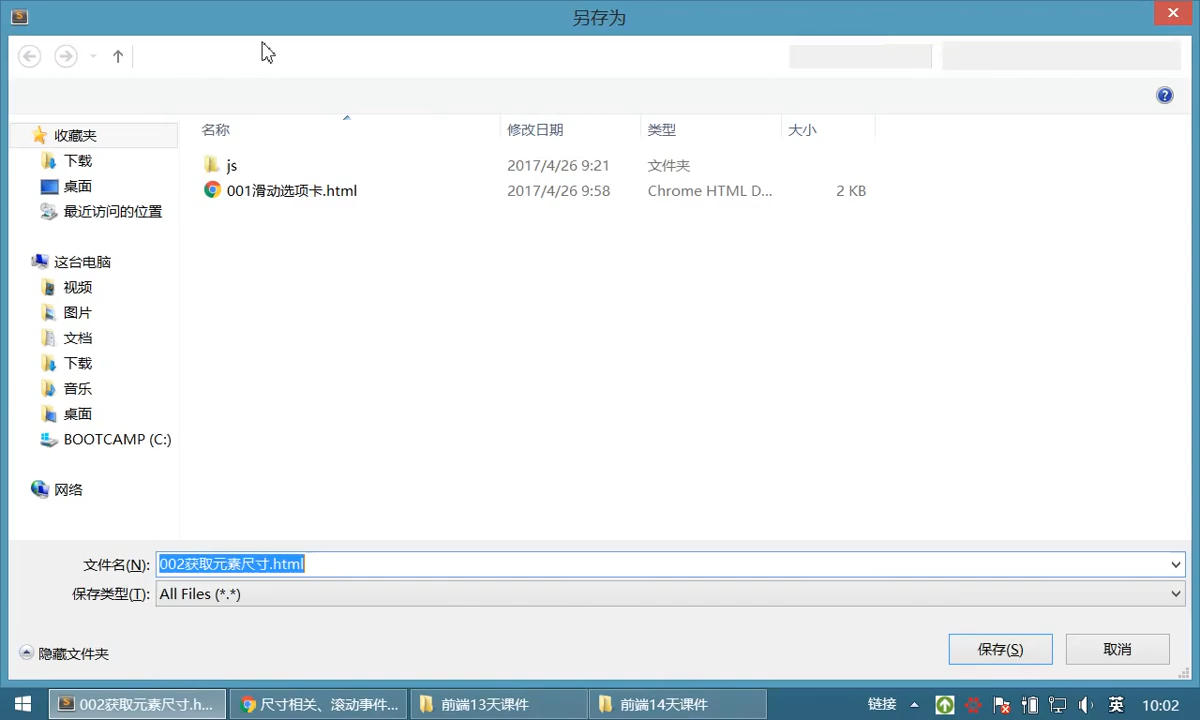 另存为
名称 修改日期 类型 大小
收藏夹
下载
桌面
最近访问的位置
这台电脑
视频
图片
文档
下载
音乐
桌面
BOOTCAMP (C:)
网络
js 2017/4/26 9:21 文件夹
001滑动选项卡.html 2017/4/26 9:58 Chrome HTML D... 2 KB
文件名(N): 002获取元素尺寸.html
保存类型(T): All Files (*.*)
隐藏文件夹 保存(S) 取消
002获取元素尺寸.h... 尺寸相关、滚动事件... 前端13天课件 前端14天课件 链接 英 10:02